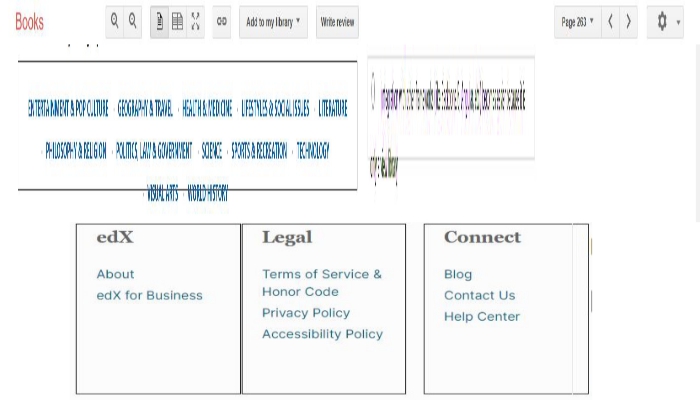 Books
Add to my library
Write review
Page 263
ENTERTAINMENT & POP CULTURE · GEOGRAPHY & TRAVEL · HEALTH & MEDICINE · LIFESTYLES & SOCIAL ISSUES · LITERATURE
· PHILOSOPHY & RELIGION · POLITICS, LAW & GOVERNMENT · SCIENCE · SPORTS & RECREATION · TECHNOLOGY
· VISUAL ARTS · WORLD HISTORY
edX
About
edX for Business
Legal
Terms of Service &
Honor Code
Privacy Policy
Accessibility Policy
Connect
Blog
Contact Us
Help Center